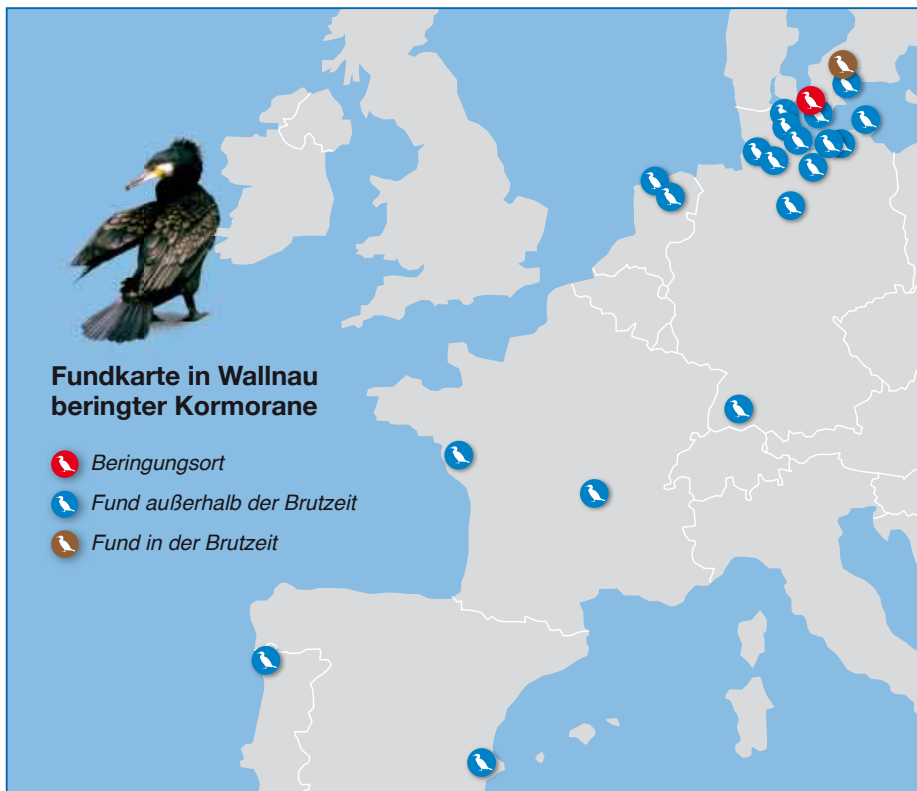 Fundkarte in Wallnau
beringter Kormorane
Beringungsort
Fund außerhalb der Brutzeit
Fund in der Brutzeit